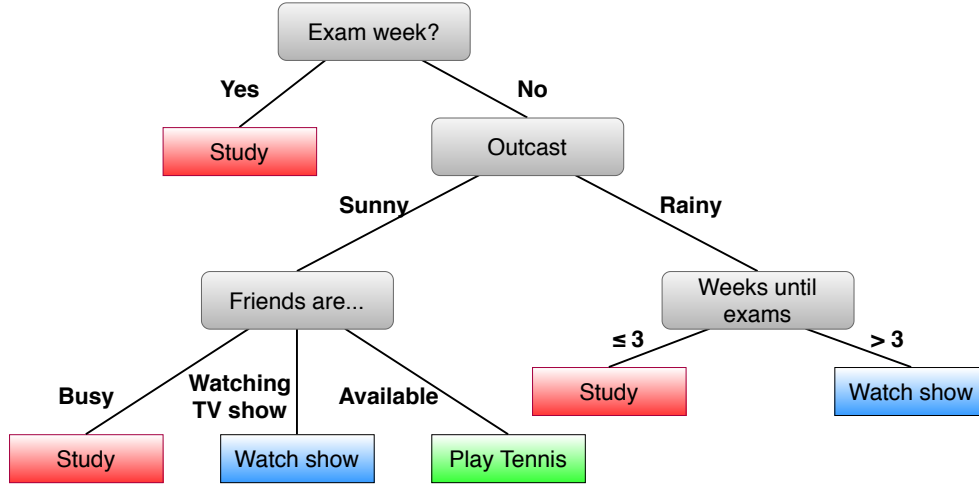 Exam week?
Yes
No
Study
Outcast
Sunny
Rainy
Friends are...
Weeks until
exams
≤ 3
> 3
Busy
Watching
TV show
Available
Study
Watch show
Study
Watch show
Play Tennis